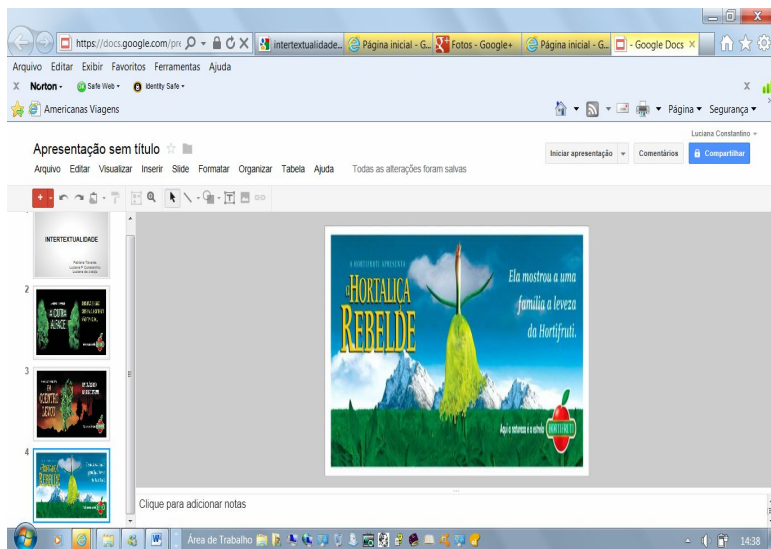 https://docs.google.com/pre
intertextualidade...
Página inicial - G...
Fotos - Google+
Página inicial - G...
- Google Docs
Arquivo Editar Exibir Favoritos Ferramentas Ajuda
X Norton - Safe Web - Identity Safe -
Americanas Viagens
Página Segurança
Luciana Constantino
Apresentação sem título
Iniciar apresentação
Comentários
Compartilhar
Arquivo Editar Visualizar Inserir Slide Formatar Organizar Tabela Ajuda Todas as alterações foram salvas
INTERTEXTUALIDADE
2
A OUTRA
ALFACE
3
COENTRO
LEVOU
4
A HORTIFRUTI APRESENTA
A HORTALIÇA
REBELDE
Ela mostrou a uma
família a leveza
da Hortifruti.
Aqui a natureza é a estrela
HORTIFRUTI
Clique para adicionar notas
Área de Trabalho
14:38